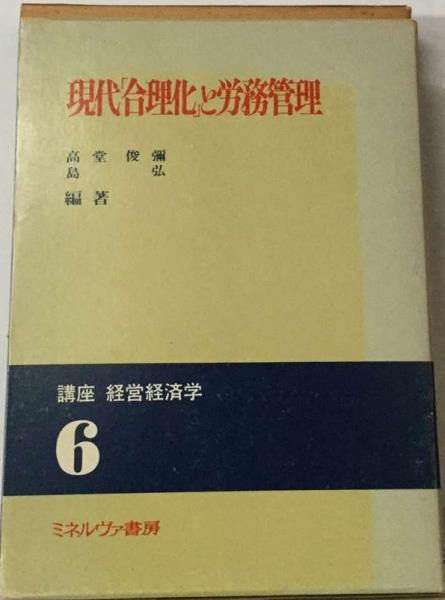 現代「合理化」と労務管理
高堂俊彌
島弘
編著
講座 経営経済学
6
ミネルヴァ書房